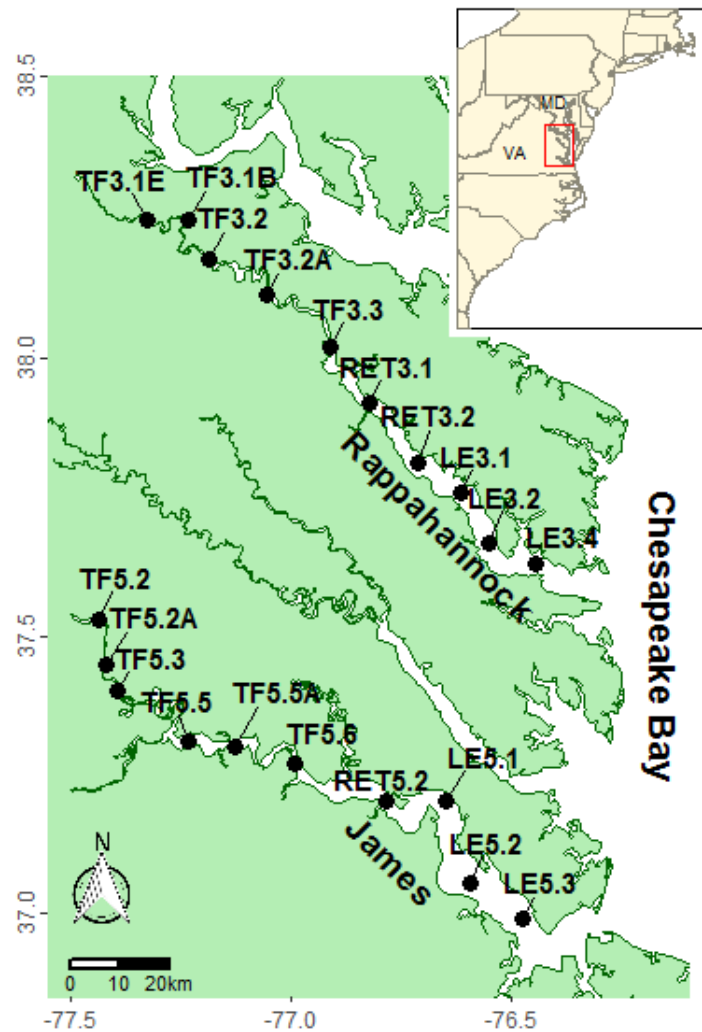 MD
VA
38.5
TF3.1E
TF3.1B
TF3.2
TF3.2A
TF3.3
38.0
RET3.1
RET3.2
LE3.1
LE3.2
LE3.4
Rappahannock
Chesapeake Bay
37.5
TF5.2
TF5.2A
TF5.3
TF5.5
TF5.5A
TF5.6
RET5.2
LE5.1
James
LE5.2
LE5.3
N
37.0
0 10 20km
-77.5 -77.0 -76.5